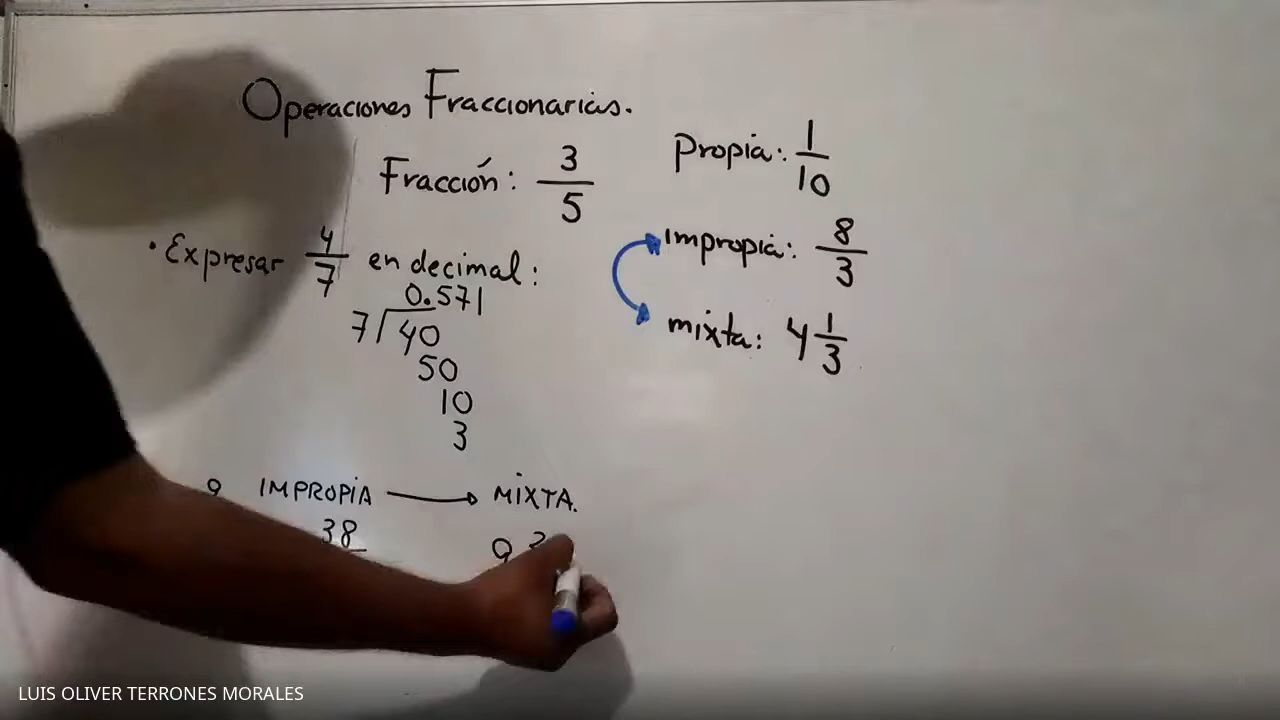 Operaciones Fraccionarias.
Fracción: 3/5
Propia: 1/10
Impropia: 8/3
mixta: 4 1/3
· Expresar 4/7 en decimal:
0.571
7 40
50
10
3
9 IMPROPIA → MIXTA.
38
9 2
LUIS OLIVER TERRONES MORALES